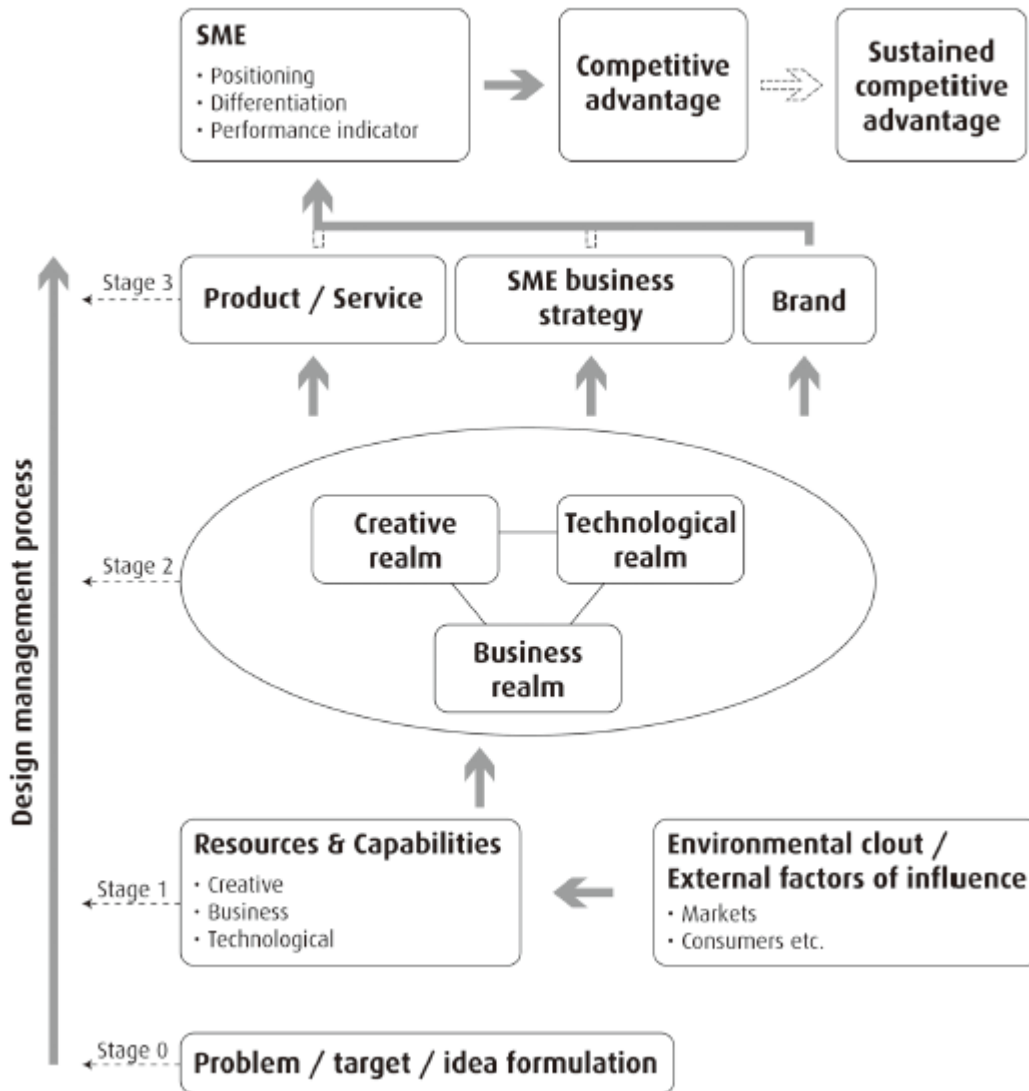 SME
· Positioning
· Differentiation
· Performance indicator
Competitive
advantage
Sustained
competitive
advantage
Stage 3
Product / Service
SME business
strategy
Brand
Design management process
Stage 2
Creative
realm
Technological
realm
Business
realm
Stage 1
Resources & Capabilities
· Creative
· Business
· Technological
Environmental clout /
External factors of influence
· Markets
· Consumers etc.
Stage 0
Problem / target / idea formulation